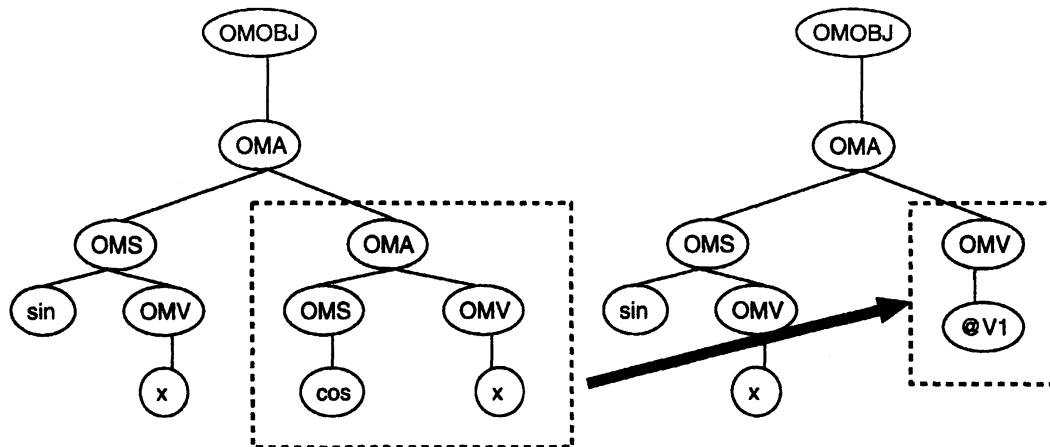 OMOBJ OMOBJ
OMA OMA
OMS OMA OMS OMV
sin OMV OMS OMV sin OMV @V1
x cos x x